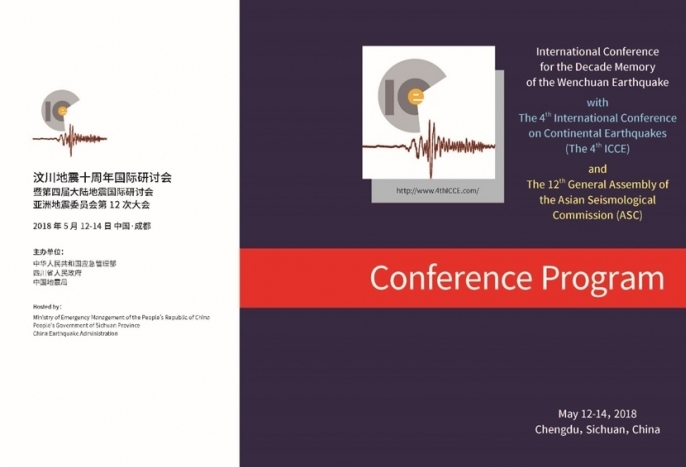 汶川地震十周年国际研讨会
暨第四届大陆地震国际研讨会
亚洲地震委员会第 12 次大会
2018 年 5 月 12-14 日 中国·成都
主办单位：
中华人民共和国应急管理部
四川省人民政府
中国地震局
Hosted by:
Ministry of Emergency Management of the People's Republic of China
People's Government of Sichuan Province
China Earthquake Administration
ICE
http://www.4thICCE.com/
International Conference
for the Decade Memory
of the Wenchuan Earthquake
with
The 4th International Conference
on Continental Earthquakes
(The 4th ICCE)
and
The 12th General Assembly of
the Asian Seismological
Commission (ASC)
Conference Program
May 12-14, 2018
Chengdu, Sichuan, China